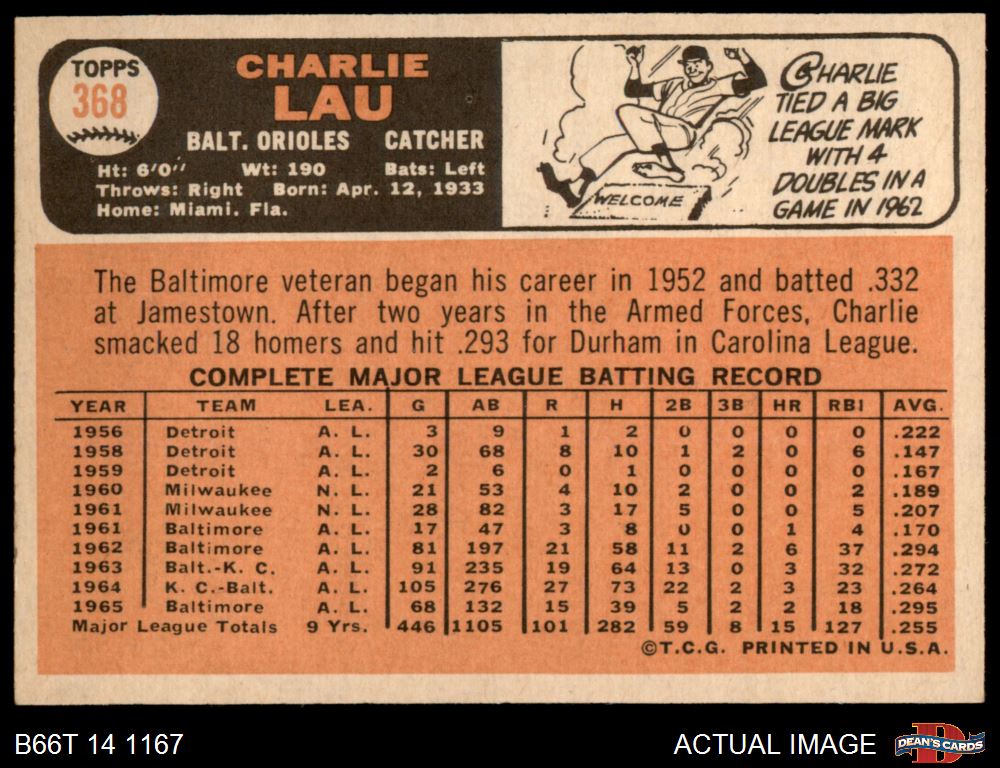 TOPPS
368
CHARLIE
LAU
BALT. ORIOLES CATCHER
Ht: 6/0" Wt: 190 Bats: Left
Throws: Right Born: Apr. 12, 1933
Home: Miami. Fla.
WELCOME
CHARLIE
TIED A BIG
LEAGUE MARK
WITH 4
DOUBLES IN A
GAME IN 1962
The Baltimore veteran began his career in 1952 and batted .332
at Jamestown. After two years in the Armed Forces, Charlie
smacked 18 homers and hit .293 for Durham in Carolina League.
COMPLETE MAJOR LEAGUE BATTING RECORD
YEAR TEAM LEA. G AB R H 2B 3B HR RBI AVG.
1956 Detroit A. L. 3 9 1 2 0 0 0 0 .222
1958 Detroit A. L. 30 68 8 10 1 2 0 6 .147
1959 Detroit A. L. 2 6 0 1 0 0 0 0 .167
1960 Milwaukee N. L. 21 53 4 10 2 0 0 2 .189
1961 Milwaukee N. L. 28 82 3 17 5 0 0 5 .207
1961 Baltimore A. L. 17 47 3 8 0 0 1 4 .170
1962 Baltimore A. L. 81 197 21 58 11 2 6 37 .294
1963 Balt.-K. C. A. L. 91 235 19 64 13 0 3 32 .272
1964 K. C.-Balt. A. L. 105 276 27 73 22 2 3 23 .264
1965 Baltimore A. L. 68 132 15 39 5 2 2 18 .295
Major League Totals 9 Yrs. 446 1105 101 282 59 8 15 127 .255
©T.C.G. PRINTED IN U.S.A.
B66T 14 1167
ACTUAL IMAGE
D
DEAN'S CARDS